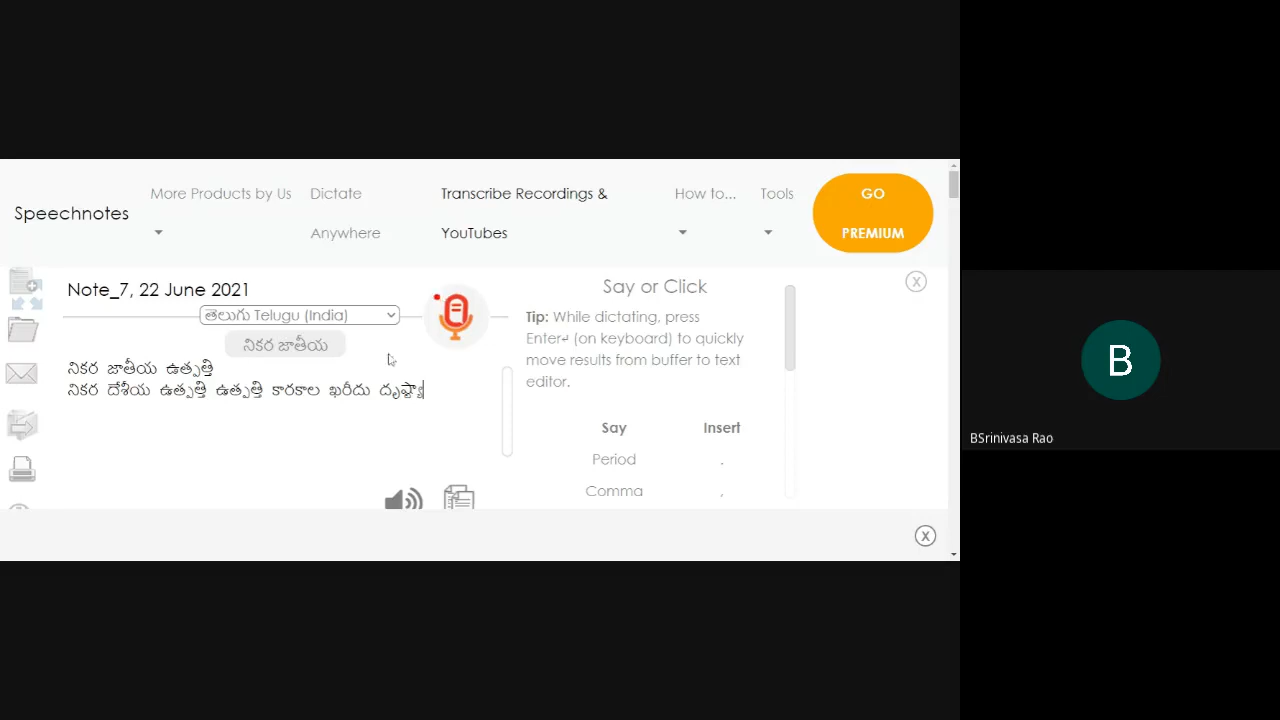 Speechnotes
More Products by Us
Dictate
Anywhere
Transcribe Recordings &
YouTubes
How to...
Tools
GO
PREMIUM
Note_7, 22 June 2021
తెలుగు Telugu (India)
నికర జాతీయ
నికర జాతీయ ఉత్పత్తి
నికర దేశీయ ఉత్పత్తి ఉత్పత్తి కారకాల ఖరీదు దృష్ట్యా
Say or Click
X
Tip: While dictating, press
Enter↵ (on keyboard) to quickly
move results from buffer to text
editor.
Say Insert
Period .
Comma ,
X
B
BSrinivasa Rao